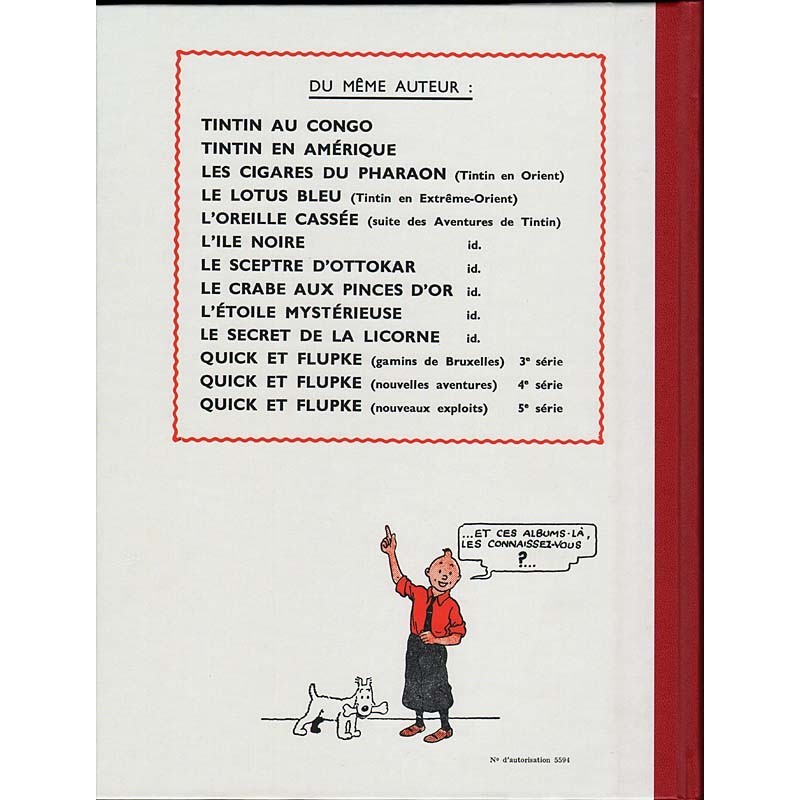 DU MÊME AUTEUR :
TINTIN AU CONGO
TINTIN EN AMÉRIQUE
LES CIGARES DU PHARAON (Tintin en Orient)
LE LOTUS BLEU (Tintin en Extrême-Orient)
L'OREILLE CASSÉE (suite des Aventures de Tintin)
L'ILE NOIRE id.
LE SCEPTRE D'OTTOKAR id.
LE CRABE AUX PINCES D'OR id.
L'ÉTOILE MYSTÉRIEUSE id.
LE SECRET DE LA LICORNE id.
QUICK ET FLUPKE (gamins de Bruxelles) 3e série
QUICK ET FLUPKE (nouvelles aventures) 4e série
QUICK ET FLUPKE (nouveaux exploits) 5e série
...ET CES ALBUMS-LÀ,
LES CONNAISSEZ-VOUS
?...
No d'autorisation 5594